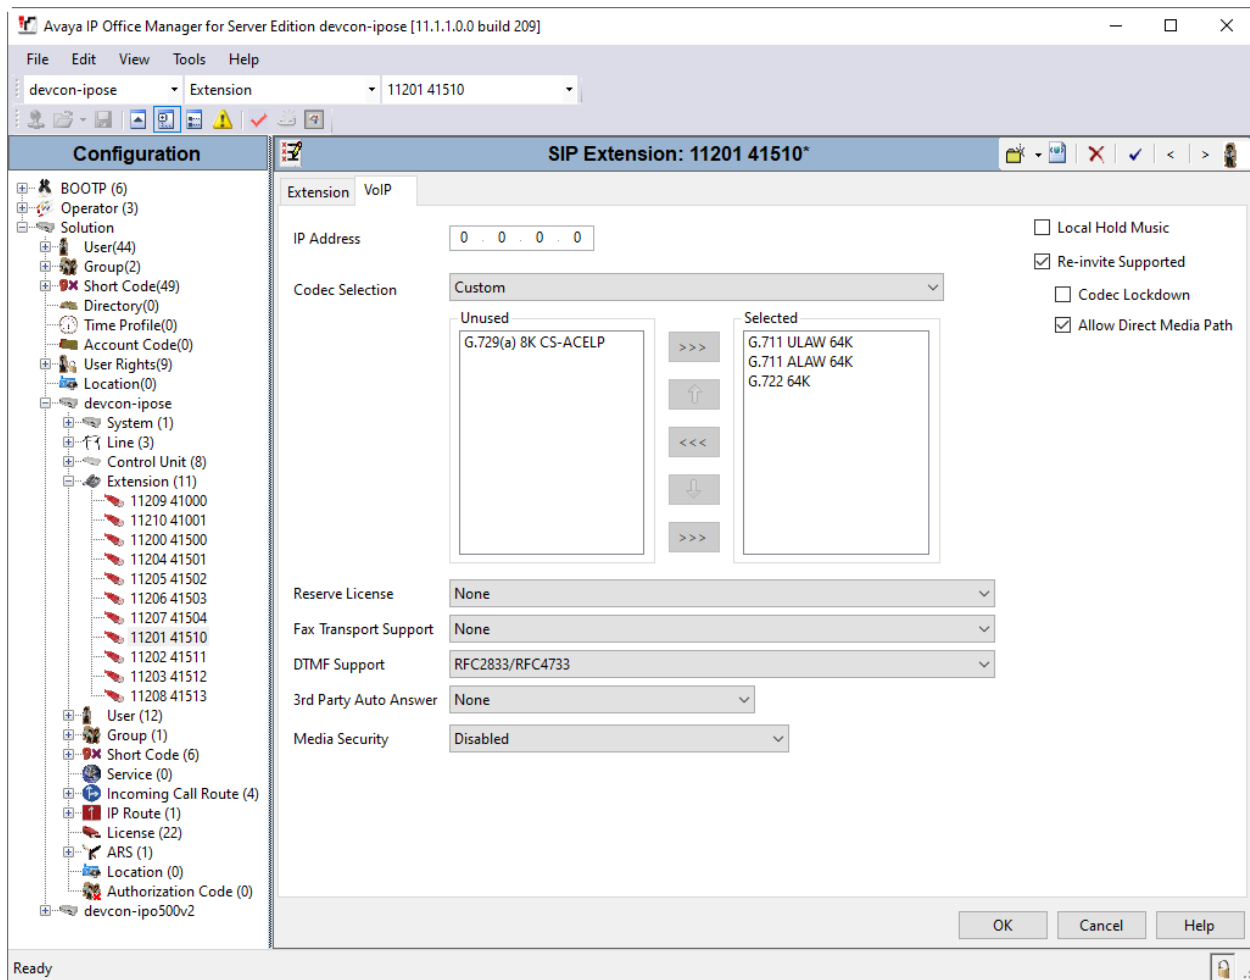 Avaya IP Office Manager for Server Edition devcon-ipose [11.1.1.0.0 build 209]
File Edit View Tools Help
devcon-ipose Extension 11201 41510
Configuration
BOOTP (6)
Operator (3)
Solution
User(44)
Group(2)
Short Code(49)
Directory(0)
Time Profile(0)
Account Code(0)
User Rights(9)
Location(0)
devcon-ipose
System (1)
Line (3)
Control Unit (8)
Extension (11)
11209 41000
11210 41001
11200 41500
11204 41501
11205 41502
11206 41503
11207 41504
11201 41510
11202 41511
11203 41512
11208 41513
User (12)
Group (1)
Short Code (6)
Service (0)
Incoming Call Route (4)
IP Route (1)
License (22)
ARS (1)
Location (0)
Authorization Code (0)
devcon-ipo500v2
SIP Extension: 11201 41510*
Extension VoIP
IP Address 0 . 0 . 0 . 0
Codec Selection Custom
Unused
G.729(a) 8K CS-ACELP
>>>
<<<
>>>
Selected
G.711 ULAW 64K
G.711 ALAW 64K
G.722 64K
Local Hold Music
Re-invite Supported
Codec Lockdown
Allow Direct Media Path
Reserve License None
Fax Transport Support None
DTMF Support RFC2833/RFC4733
3rd Party Auto Answer None
Media Security Disabled
OK Cancel Help
Ready